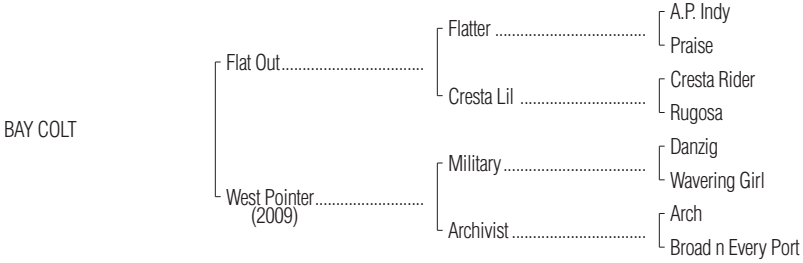 A.P. Indy
Flatter ....................................
Praise
Flat Out..................................
Cresta Rider
Cresta Lil ..............................
Rugosa
BAY COLT
Danzig
Military..................................
Wavering Girl
West Pointer..........................
(2009)
Arch
Archivist ................................
Broad n Every Port